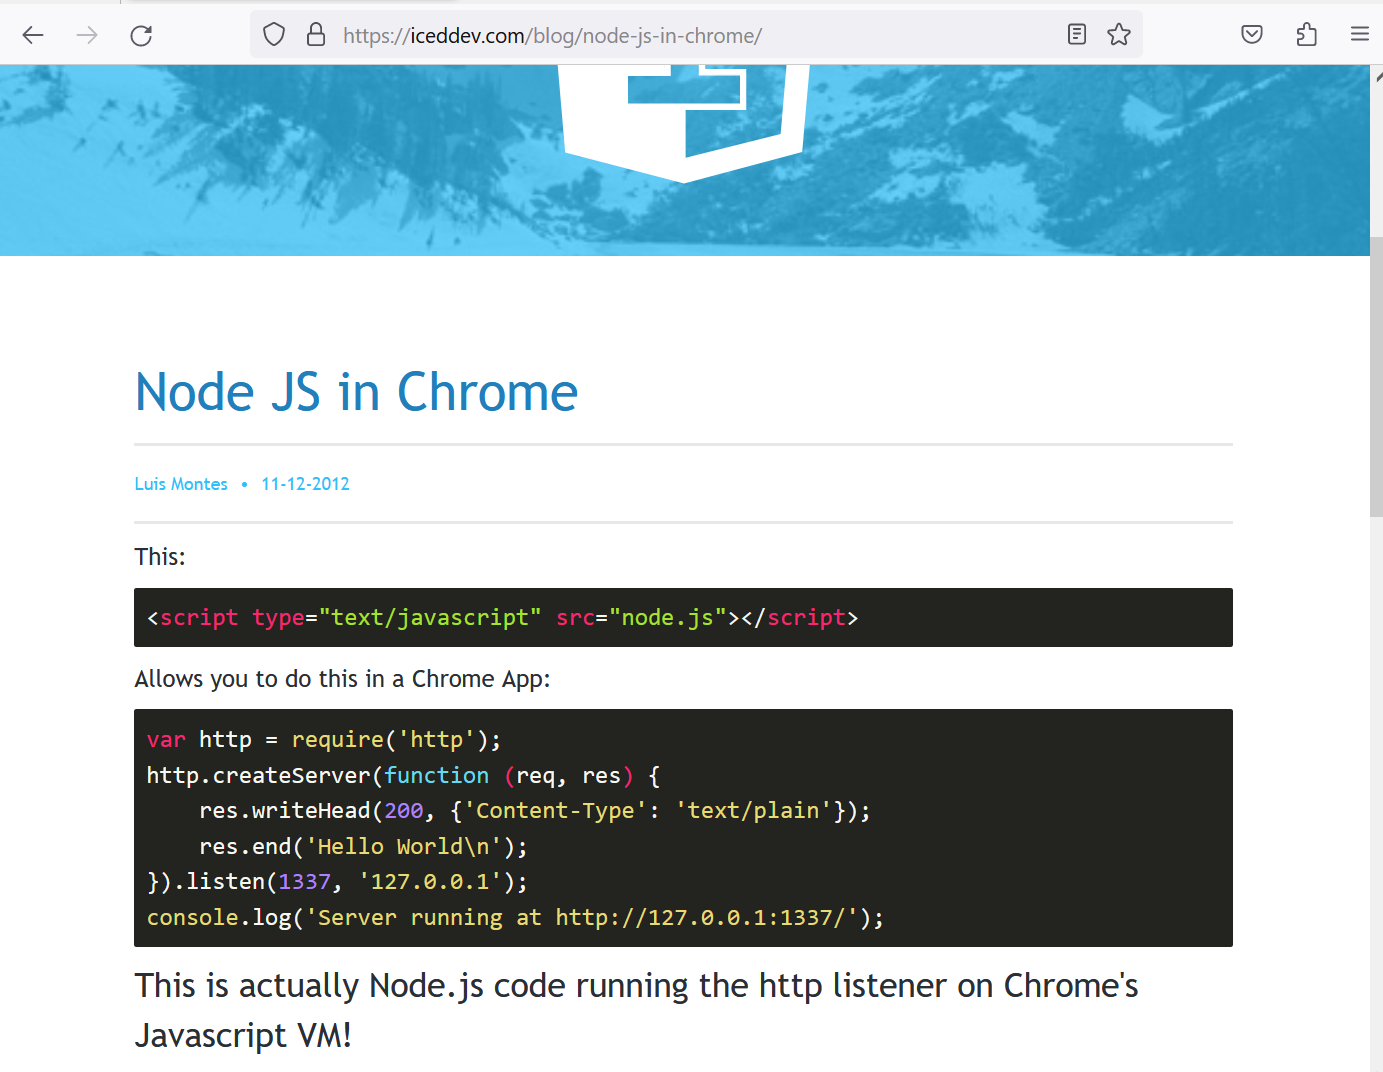 https://iceddev.com/blog/node-js-in-chrome/
Node JS in Chrome
Luis Montes • 11-12-2012
This:
<script type="text/javascript" src="node.js"></script>
Allows you to do this in a Chrome App:
var http = require('http');
http.createServer(function (req, res) {
    res.writeHead(200, {'Content-Type': 'text/plain'});
    res.end('Hello World\n');
}).listen(1337, '127.0.0.1');
console.log('Server running at http://127.0.0.1:1337/');
This is actually Node.js code running the http listener on Chrome's
Javascript VM!